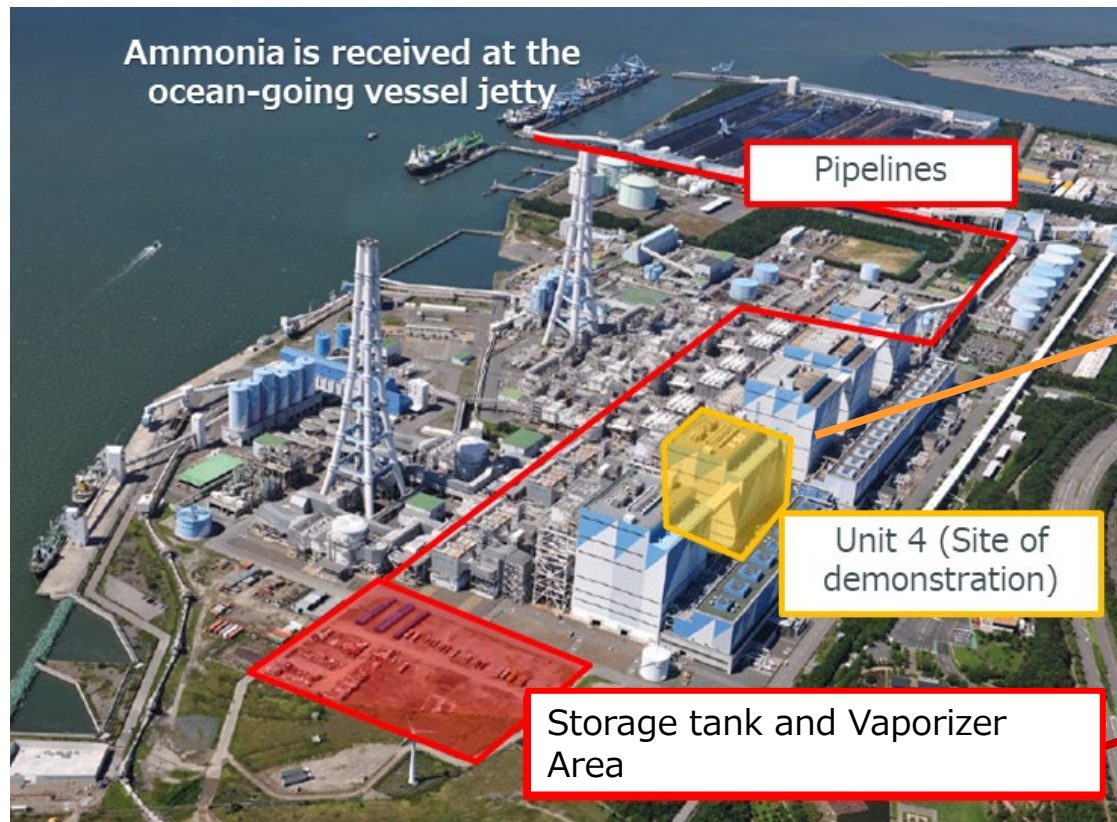 Ammonia is received at the
ocean-going vessel jetty
Pipelines
Unit 4 (Site of
demonstration)
Storage tank and Vaporizer
Area